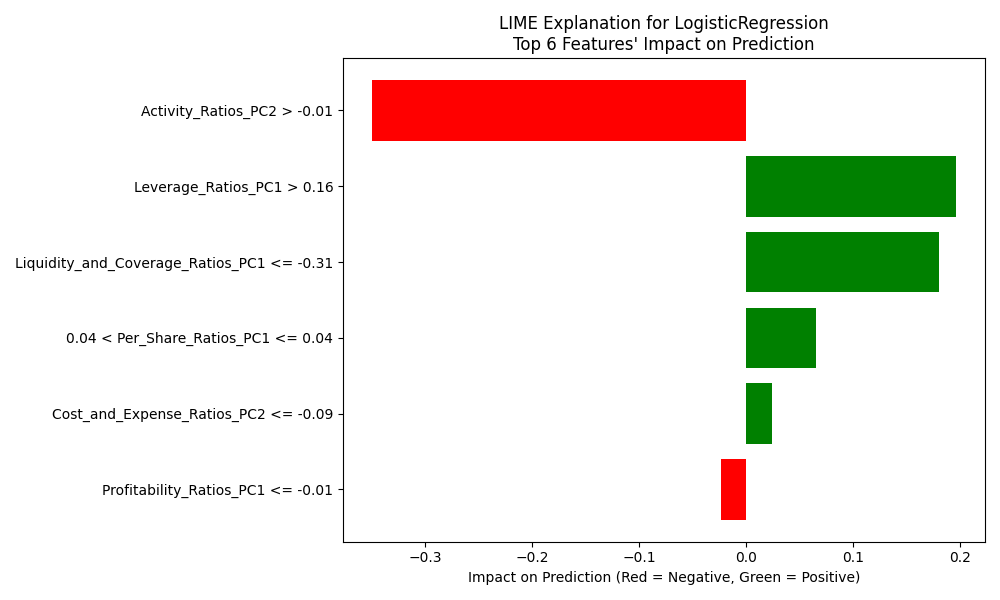 LIME Explanation for LogisticRegression
Top 6 Features' Impact on Prediction
Activity_Ratios_PC2 > -0.01
Leverage_Ratios_PC1 > 0.16
Liquidity_and_Coverage_Ratios_PC1 <= -0.31
0.04 < Per_Share_Ratios_PC1 <= 0.04
Cost_and_Expense_Ratios_PC2 <= -0.09
Profitability_Ratios_PC1 <= -0.01
−0.3 −0.2 −0.1 0.0 0.1 0.2
Impact on Prediction (Red = Negative, Green = Positive)